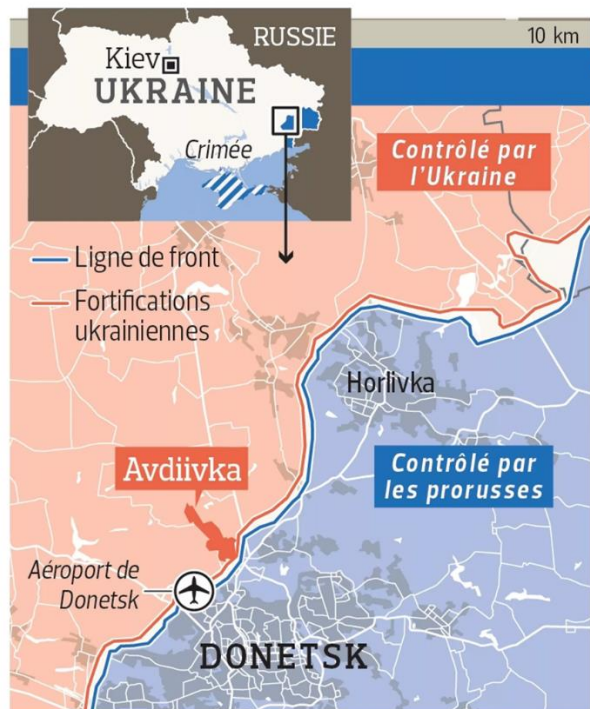 10 km
RUSSIE
Kiev
UKRAINE
Crimée
Contrôlé par
l'Ukraine
Ligne de front
Fortifications
ukrainiennes
Horlivka
Avdiivka
Contrôlé par
les prorusses
Aéroport de
Donetsk
DONETSK